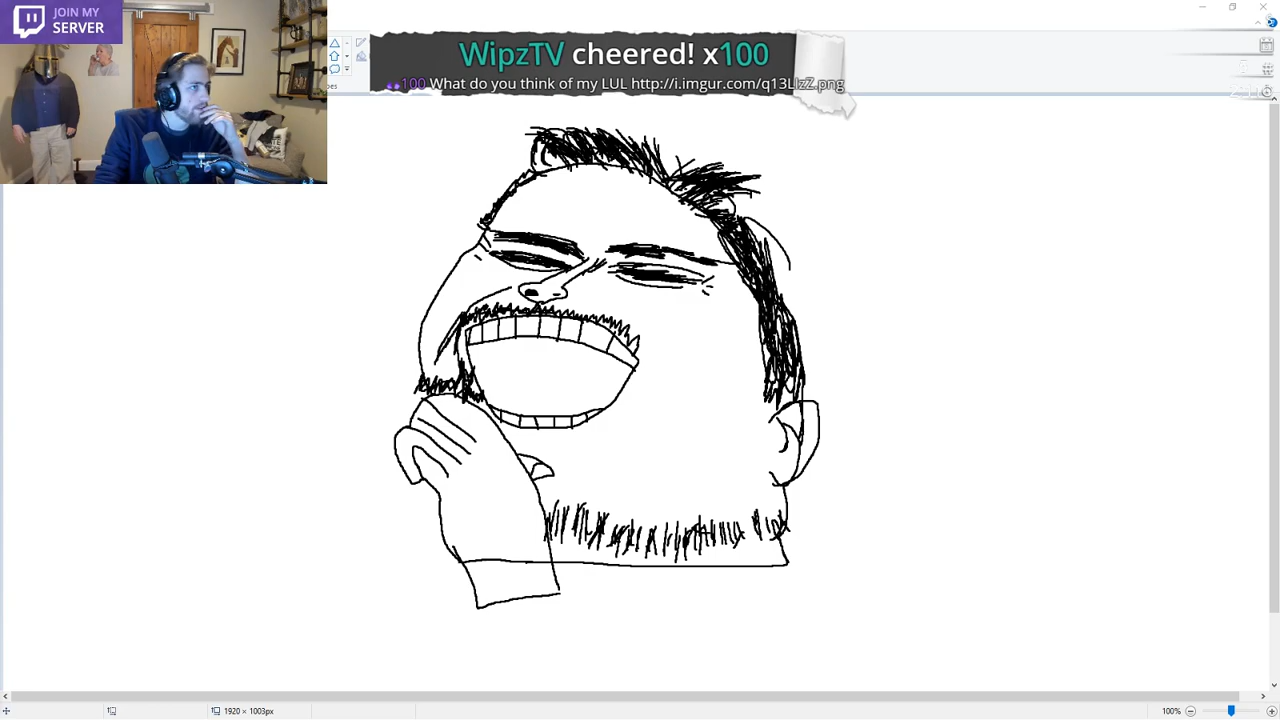 JOIN MY
SERVER
WipzTV cheered! x100
100 What do you think of my LUL http://i.imgur.com/q13LIzZ.png
1920 × 1003px
100%